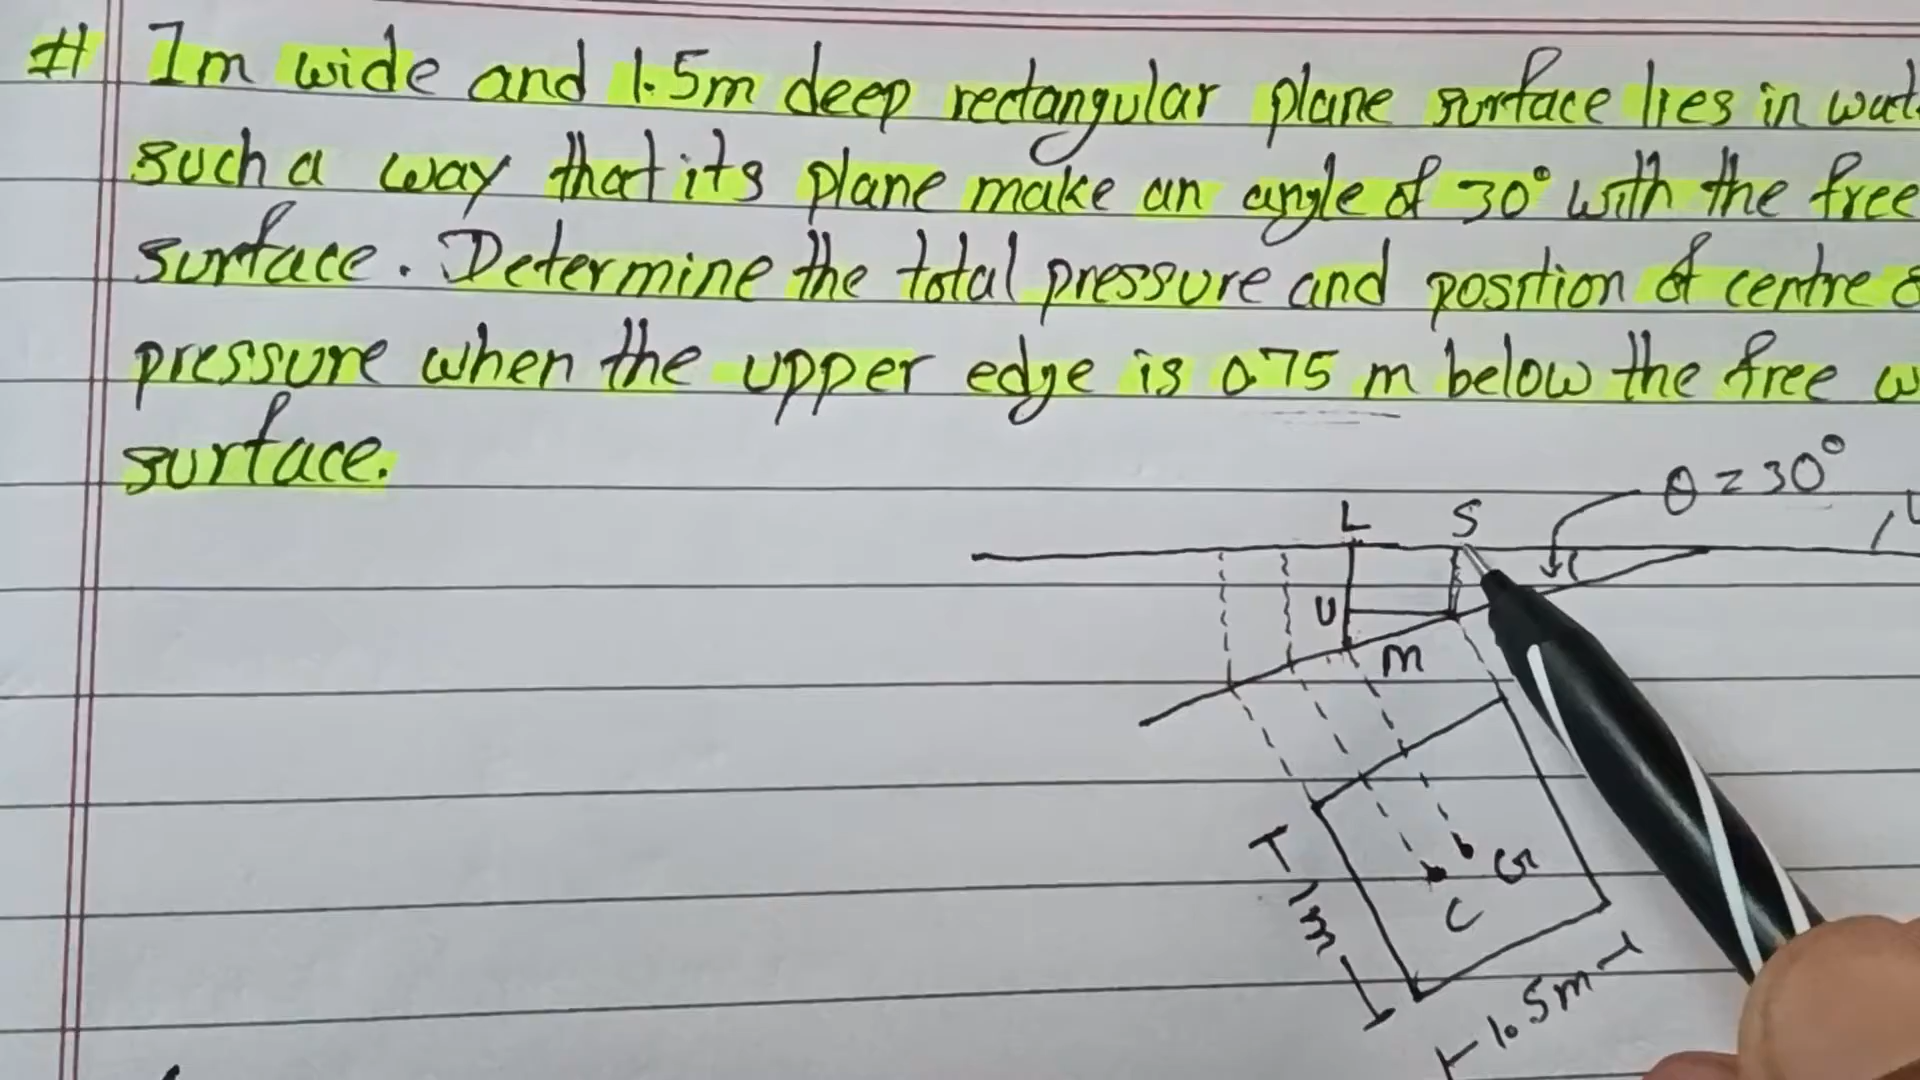 # 1m wide and 1.5m deep rectangular plane surface lies in wat
such a way that its plane make an angle of 30° with the free
surface. Determine the total pressure and position of centre o
pressure when the upper edge is 0.75 m below the free w
surface.
θ = 30°
L S
U
m
G
C
1m
1.5m